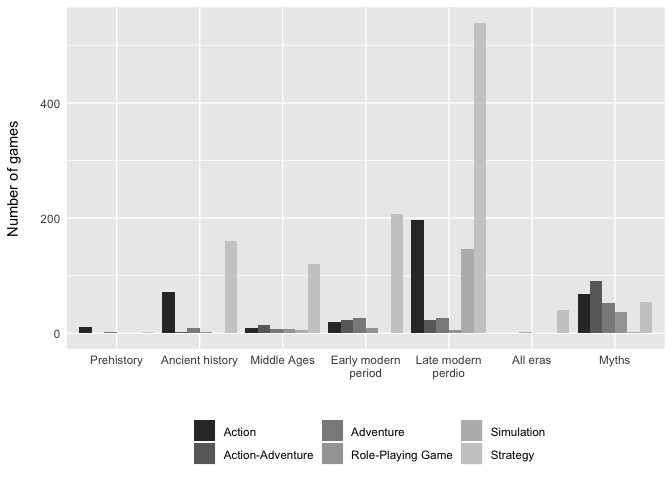 Number of games
400
200
0
Prehistory
Ancient history
Middle Ages
Early modern
period
Late modern
perdio
All eras
Myths
Action
Adventure
Simulation
Action-Adventure
Role-Playing Game
Strategy